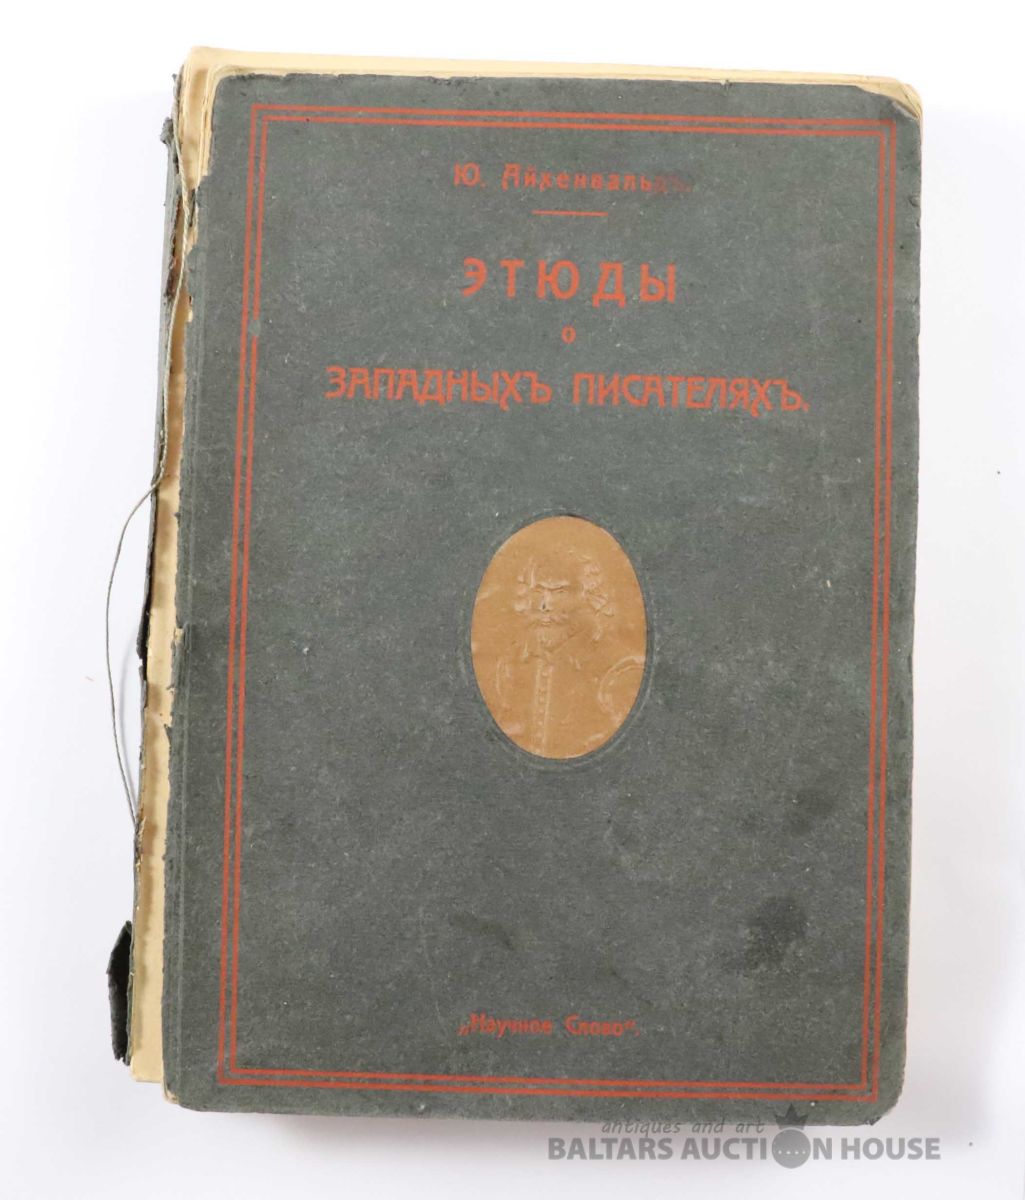 Ю. Айхенвальдъ.
ЭТЮДЫ
о
ЗАПАДНЫХЪ ПИСАТЕЛЯХЪ.
„Научное Слово“.
antiques and art
BALTARS AUCTION HOUSE